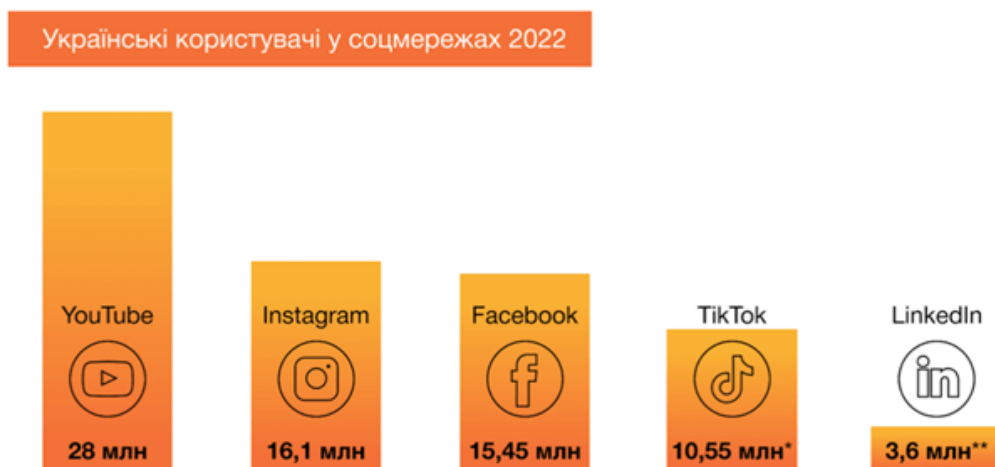 Українські користувачі у соцмережах 2022
YouTube
28 млн
Instagram
16,1 млн
Facebook
15,45 млн
TikTok
10,55 млн*
LinkedIn
in
3,6 млн**